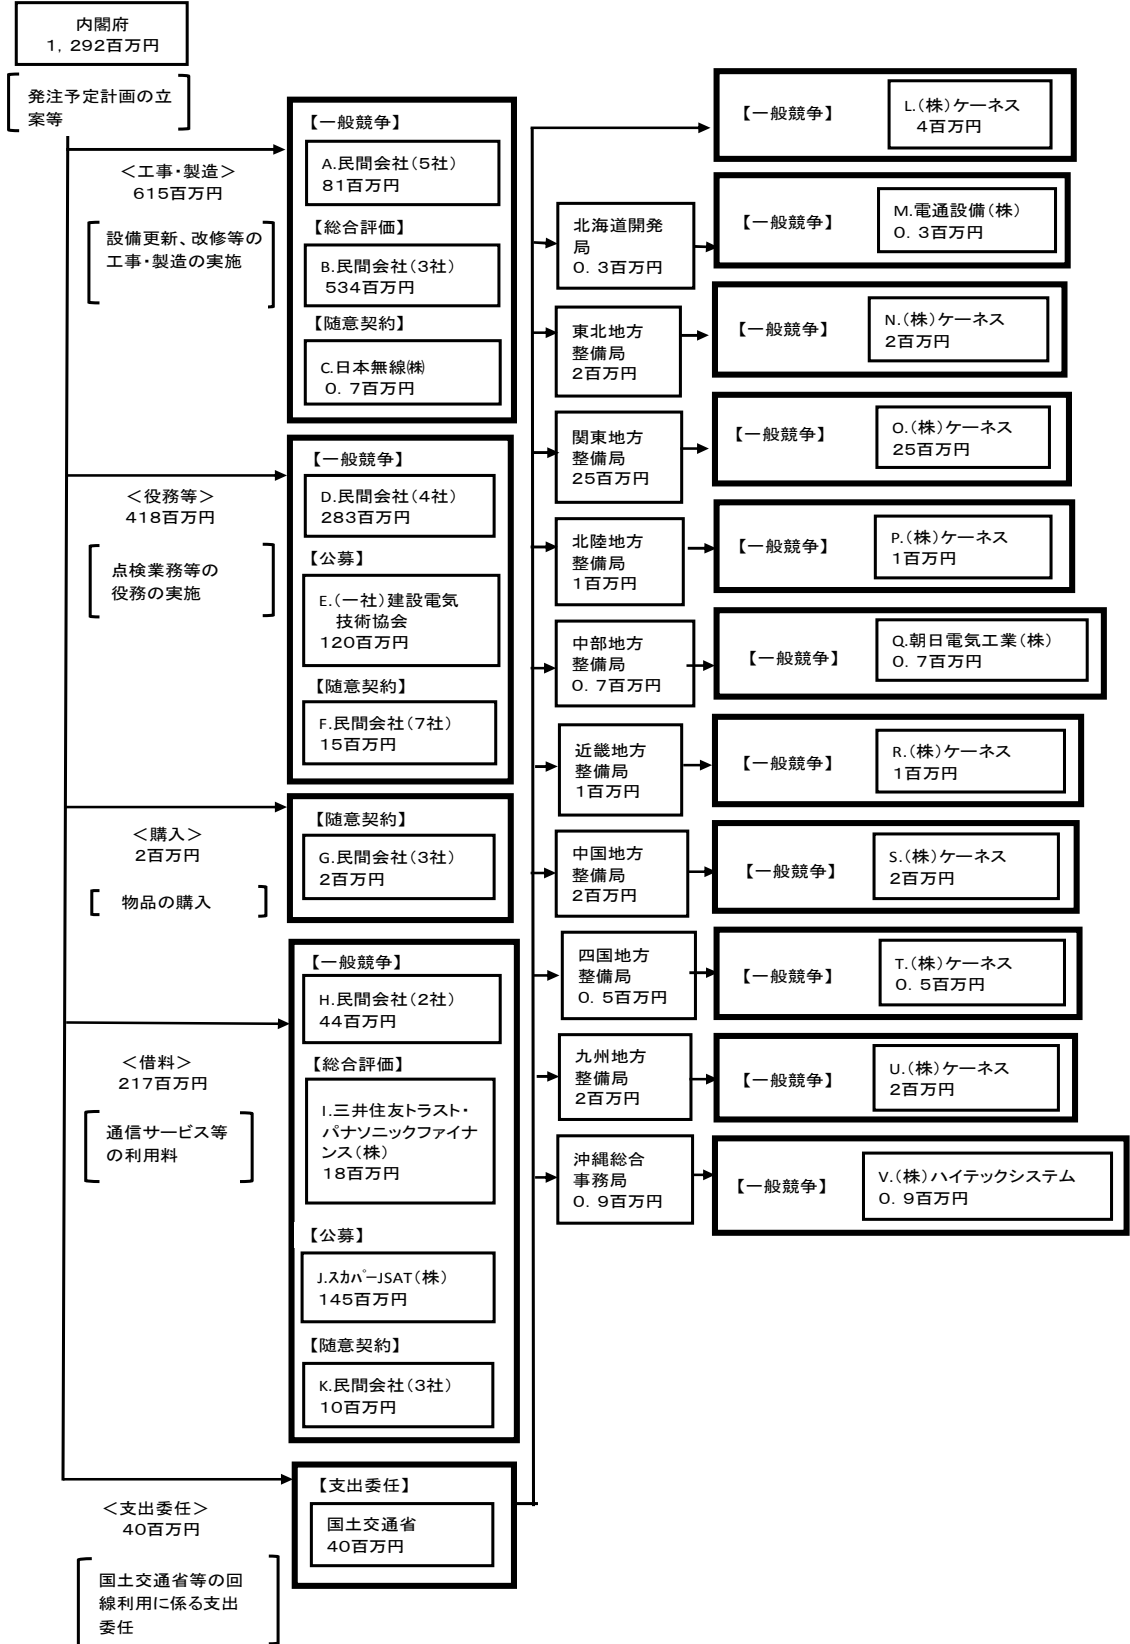 内閣府
1，292百万円
発注予定計画の立
案等
＜工事・製造＞
615百万円
設備更新、改修等の
工事・製造の実施
【一般競争】
A.民間会社（5社）
81百万円
【総合評価】
B.民間会社（3社）
534百万円
【随意契約】
C.日本無線㈱
0．7百万円
＜役務等＞
418百万円
点検業務等の
役務の実施
【一般競争】
D.民間会社（4社）
283百万円
【公募】
E.（一社）建設電気
技術協会
120百万円
【随意契約】
F.民間会社（7社）
15百万円
＜購入＞
2百万円
物品の購入
【随意契約】
G.民間会社（3社）
2百万円
＜借料＞
217百万円
通信サービス等
の利用料
【一般競争】
H.民間会社（2社）
44百万円
【総合評価】
I.三井住友トラスト・
パナソニックファイナ
ンス（株）
18百万円
【公募】
J.ｽｶﾊﾟｰJSAT（株）
145百万円
【随意契約】
K.民間会社（3社）
10百万円
＜支出委任＞
40百万円
国土交通省等の回
線利用に係る支出
委任
【支出委任】
国土交通省
40百万円
【一般競争】
L.（株）ケーネス
4百万円
北海道開発
局
0．3百万円
【一般競争】
M.電通設備（株）
0．3百万円
東北地方
整備局
2百万円
【一般競争】
N.（株）ケーネス
2百万円
関東地方
整備局
25百万円
【一般競争】
O.（株）ケーネス
25百万円
北陸地方
整備局
1百万円
【一般競争】
P.（株）ケーネス
1百万円
中部地方
整備局
0．7百万円
【一般競争】
Q.朝日電気工業（株）
0．7百万円
近畿地方
整備局
1百万円
【一般競争】
R.（株）ケーネス
1百万円
中国地方
整備局
2百万円
【一般競争】
S.（株）ケーネス
2百万円
四国地方
整備局
0．5百万円
【一般競争】
T.（株）ケーネス
0．5百万円
九州地方
整備局
2百万円
【一般競争】
U.（株）ケーネス
2百万円
沖縄総合
事務局
0．9百万円
【一般競争】
V.（株）ハイテックシステム
0．9百万円